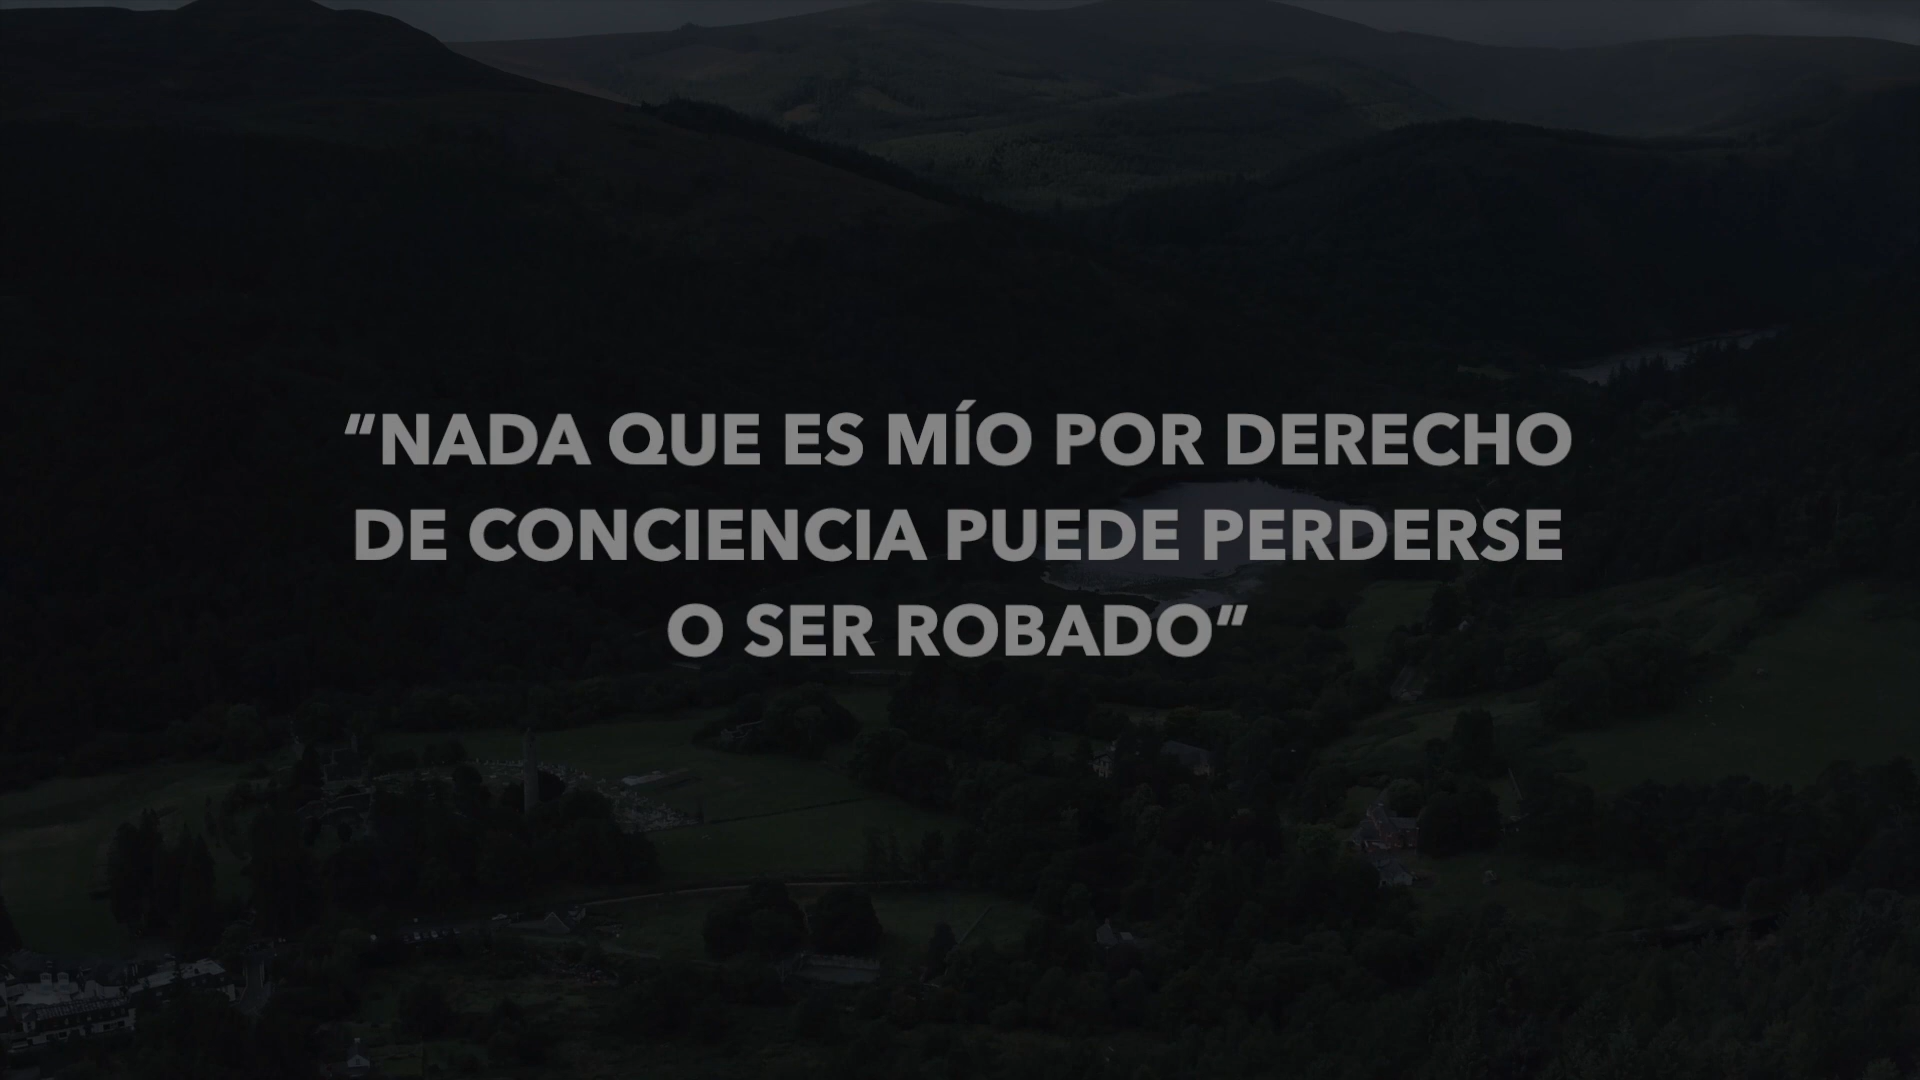 “NADA QUE ES MÍO POR DERECHO
DE CONCIENCIA PUEDE PERDERSE
O SER ROBADO”